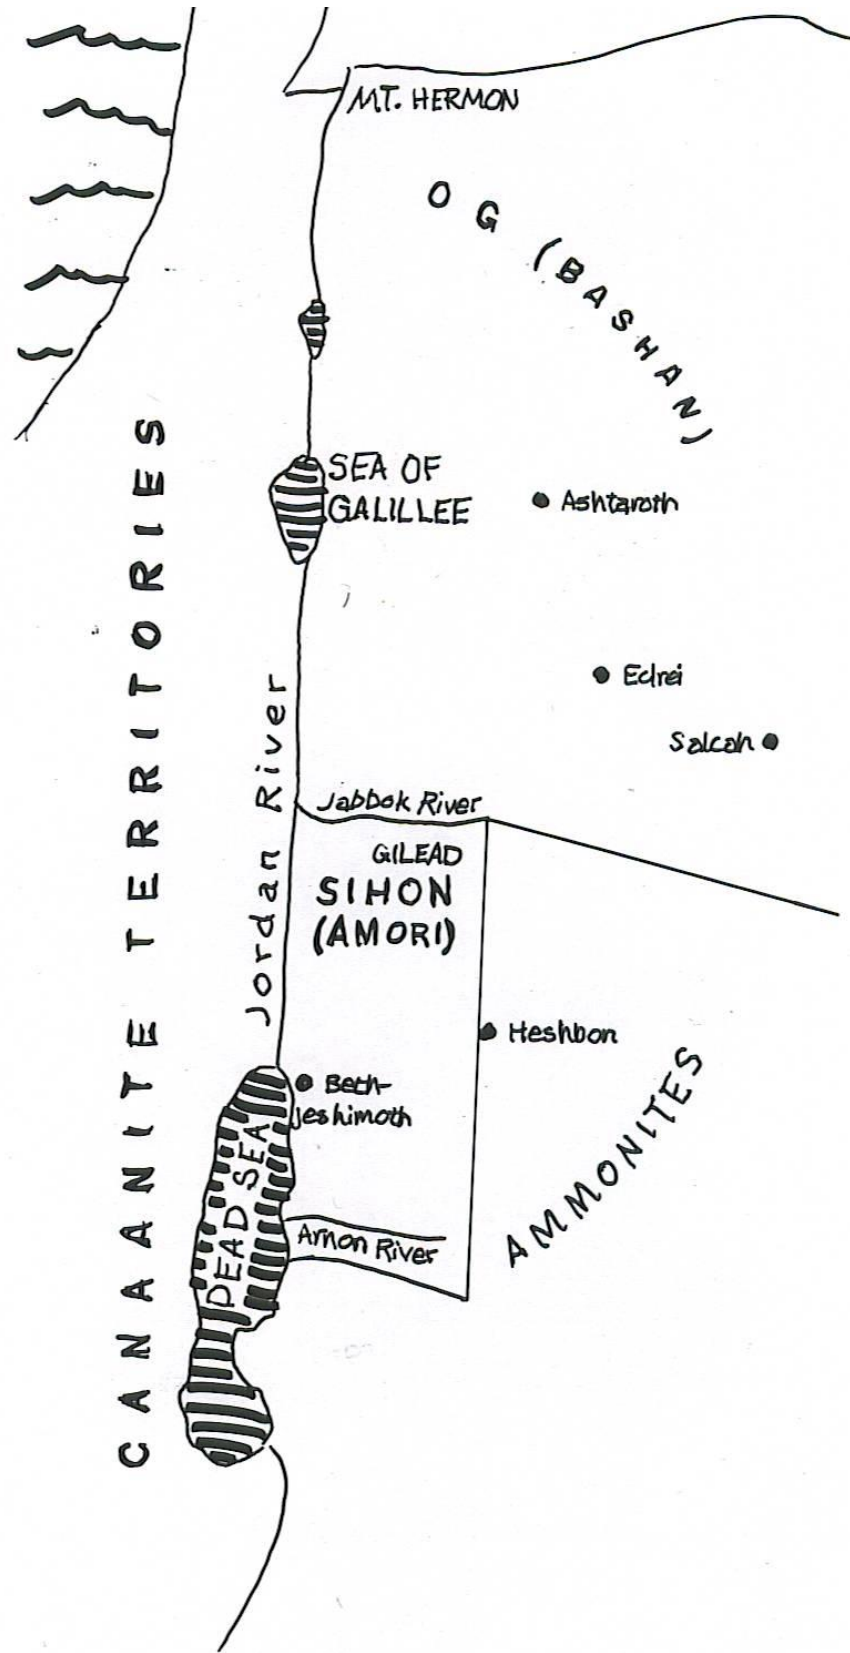 MT. HERMON
OG (BASHAN)
SEA OF
GALILLEE
Ashtaroth
Edrei
Salcah
CANAANITE TERRITORIES
Jordan River
Jabbok River
GILEAD
SIHON
(AMORI)
Heshbon
Beth-
Jeshimoth
AMMONITES
DEAD SEA
Arnon River